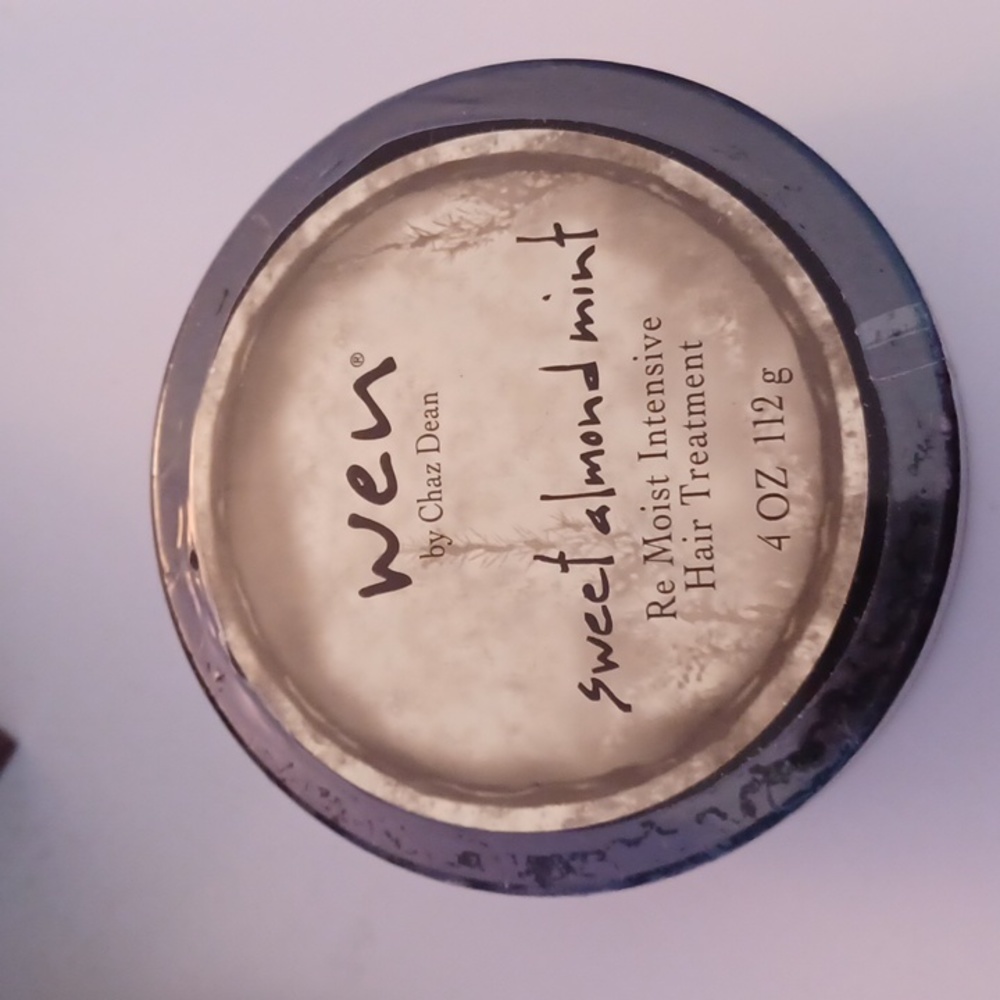 wen®
by Chaz Dean
sweet almond mint
Re Moist Intensive
Hair Treatment
4 OZ 112 g